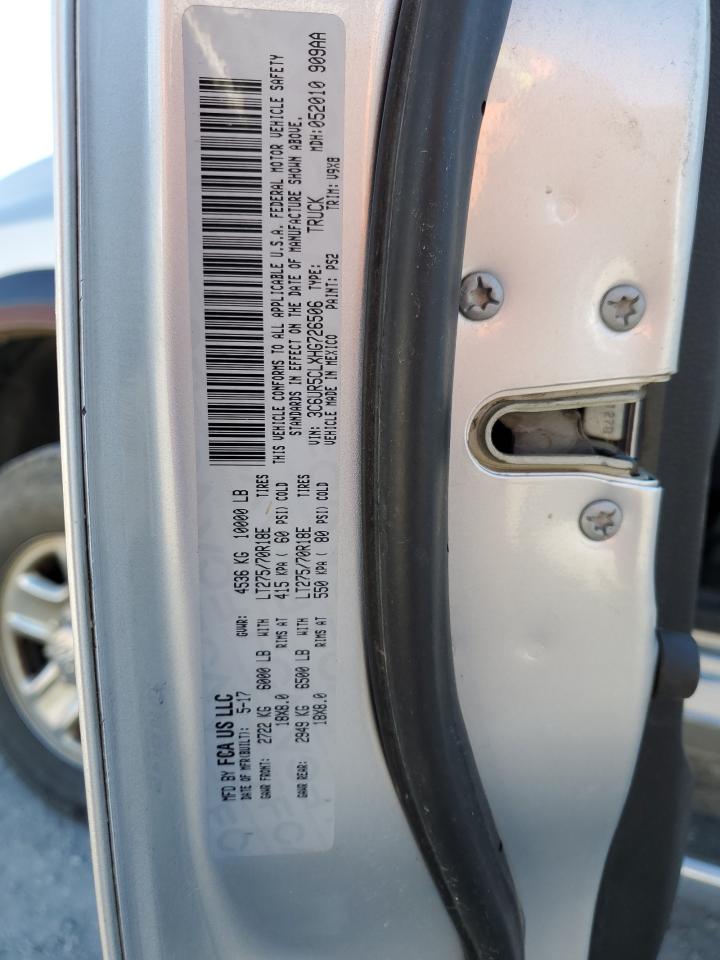 MFD BY FCA US LLC
DATE OF MFR(BUILT): 5-17 GVWR: 4536 KG 10000 LB
GAWR FRONT: 2722 KG 6000 LB WITH LT275/70R18E TIRES
18X8.0 RIMS AT 415 KPA ( 60 PSI) COLD
GAWR REAR: 2949 KG 6500 LB WITH LT275/70R18E TIRES
18X8.0 RIMS AT 550 KPA ( 80 PSI) COLD
THIS VEHICLE CONFORMS TO ALL APPLICABLE U.S.A. FEDERAL MOTOR VEHICLE SAFETY
STANDARDS IN EFFECT ON THE DATE OF MANUFACTURE SHOWN ABOVE.
VIN: 3C6UR5CLXHG726506 TYPE: TRUCK MDH:052010 909AA
VEHICLE MADE IN MEXICO PAINT: PS2 TRIM: V9X8